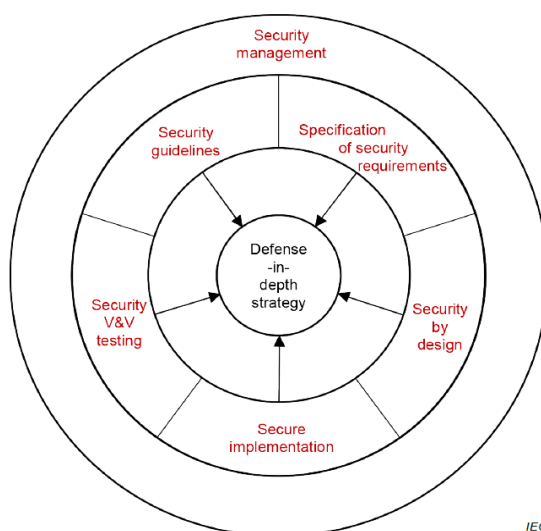 Security
management
Security
guidelines
Specification
of security
requirements
Defense
-in-
depth
strategy
Security
V&V
testing
Security
by
design
Secure
implementation